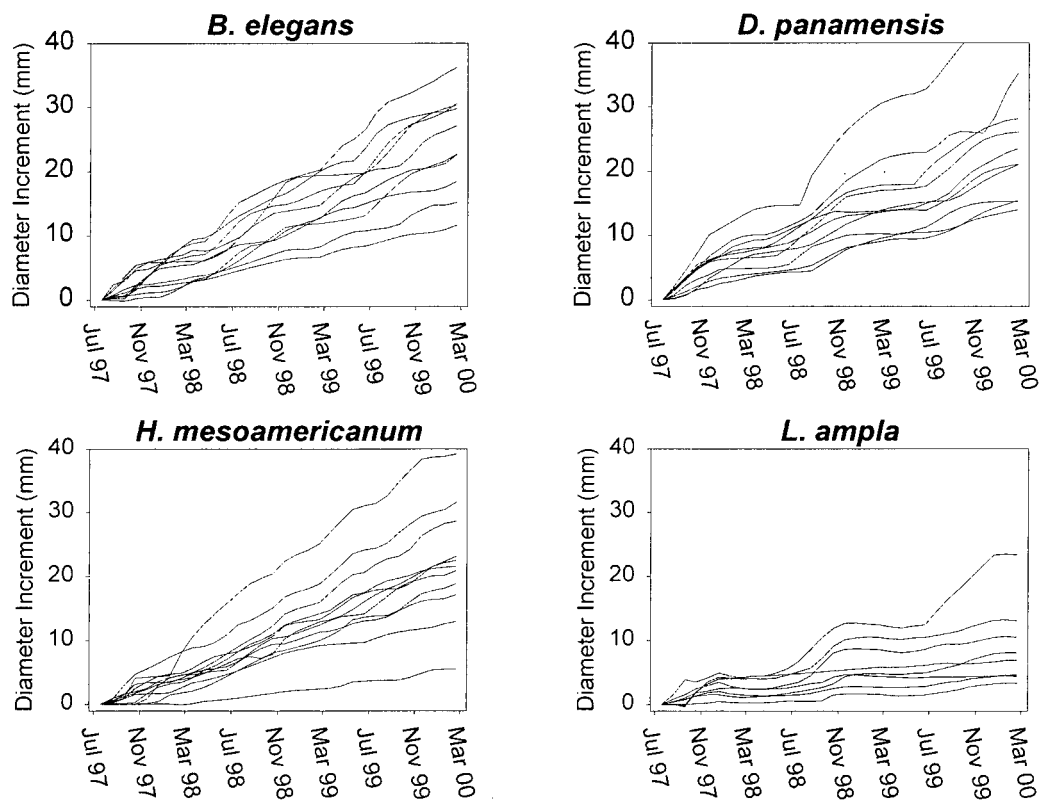 B. elegans
Diameter Increment (mm)
40
30
20
10
0
Jul 97
Nov 97
Mar 98
Jul 98
Nov 98
Mar 99
Jul 99
Nov 99
Mar 00
D. panamensis
Diameter Increment (mm)
40
30
20
10
0
Jul 97
Nov 97
Mar 98
Jul 98
Nov 98
Mar 99
Jul 99
Nov 99
Mar 00
H. mesoamericanum
Diameter Increment (mm)
40
30
20
10
0
Jul 97
Nov 97
Mar 98
Jul 98
Nov 98
Mar 99
Jul 99
Nov 99
Mar 00
L. ampla
Diameter Increment (mm)
40
30
20
10
0
Jul 97
Nov 97
Mar 98
Jul 98
Nov 98
Mar 99
Jul 99
Nov 99
Mar 00